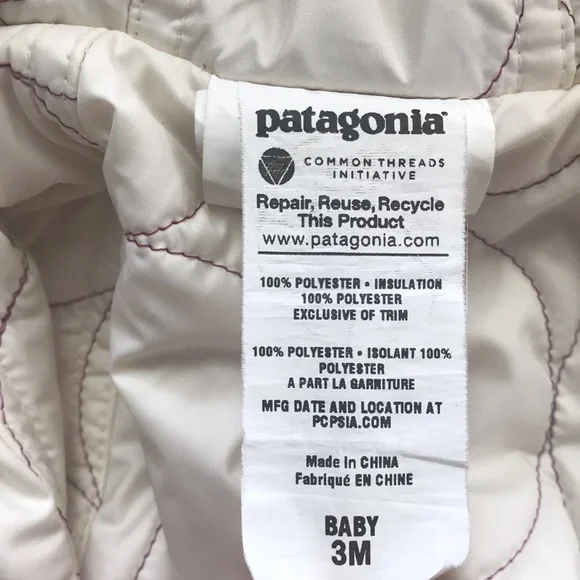 patagonia®
COMMON THREADS
INITIATIVE
Repair, Reuse, Recycle
This Product
www.patagonia.com
100% POLYESTER • INSULATION
100% POLYESTER
EXCLUSIVE OF TRIM
100% POLYESTER • ISOLANT 100%
POLYESTER
A PART LA GARNITURE
MFG DATE AND LOCATION AT
PCPSIA.COM
Made in CHINA
Fabriqué EN CHINE
BABY
3M